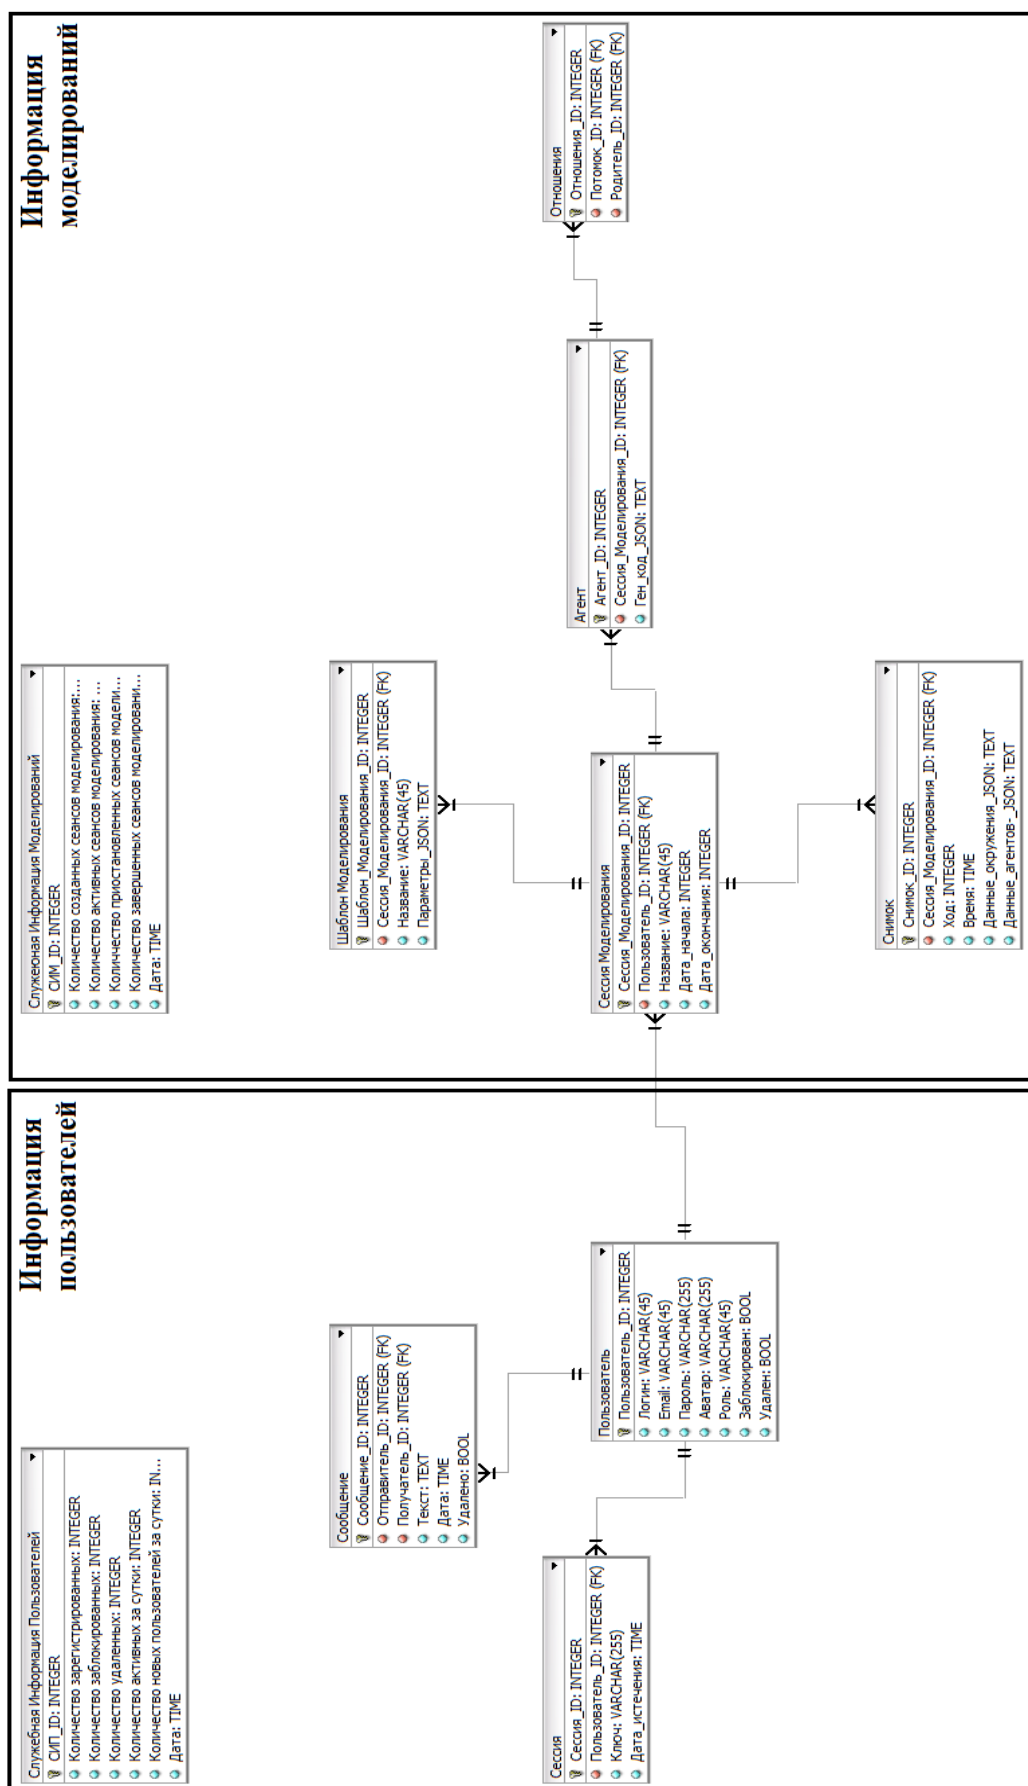 Информация
пользователей
Служебная Информация Пользователей
СИП_ID: INTEGER
Количество зарегистрированных: INTEGER
Количество заблокированных: INTEGER
Количество удаленных: INTEGER
Количество активных за сутки: INTEGER
Количество новых пользователей за сутки: IN...
Дата: TIME
Сообщение
Сообщение_ID: INTEGER
Отправитель_ID: INTEGER (FK)
Получатель_ID: INTEGER (FK)
Текст: TEXT
Дата: TIME
Удалено: BOOL
Сессия
Сессия_ID: INTEGER
Пользователь_ID: INTEGER (FK)
Ключ: VARCHAR(255)
Дата_истечения: TIME
Пользователь
Пользователь_ID: INTEGER
Логин: VARCHAR(45)
Email: VARCHAR(45)
Пароль: VARCHAR(255)
Аватар: VARCHAR(255)
Роль: VARCHAR(45)
Заблокирован: BOOL
Удален: BOOL
Информация
моделирований
Служеюная Информация Моделирований
СИМ_ID: INTEGER
Количество созданных сеансов моделирования:...
Количество активных сеансов моделирования: ...
Количчество приостановленных сеансов модели...
Количество завершенных сеансов моделировани...
Дата: TIME
Шаблон Моделирования
Шаблон_Моделирования_ID: INTEGER
Сессия_Моделирования_ID: INTEGER (FK)
Название: VARCHAR(45)
Параметры_JSON: TEXT
Сессия Моделирования
Сессия_Моделирования_ID: INTEGER
Пользователь_ID: INTEGER (FK)
Название: VARCHAR(45)
Дата_начала: INTEGER
Дата_окончания: INTEGER
Снимок
Снимок_ID: INTEGER
Сессия_Моделирования_ID: INTEGER (FK)
Ход: INTEGER
Время: TIME
Данные_окружения_JSON: TEXT
Данные_агентов-_JSON: TEXT
Агент
Агент_ID: INTEGER
Сессия_Моделирования_ID: INTEGER (FK)
Ген_код_JSON: TEXT
Отношения
Отношения_ID: INTEGER
Потомок_ID: INTEGER (FK)
Родитель_ID: INTEGER (FK)